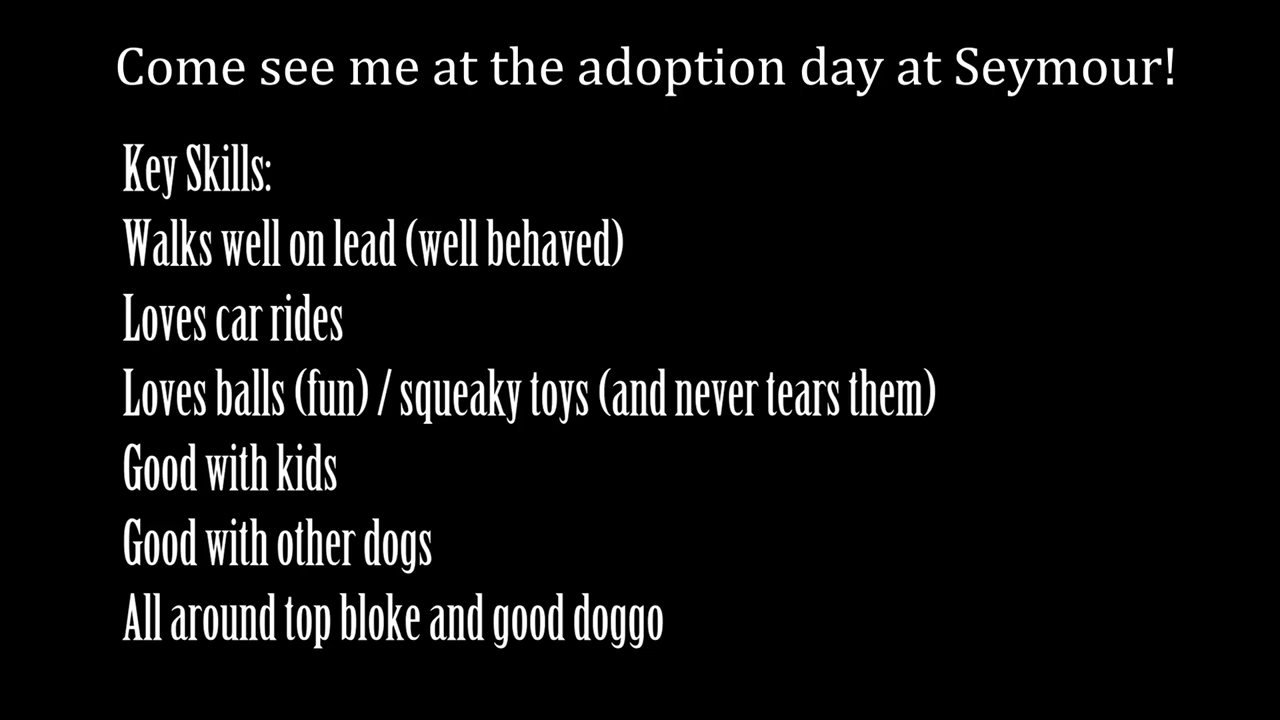 Come see me at the adoption day at Seymour!
Key Skills:
Walks well on lead (well behaved)
Loves car rides
Loves balls (fun) / squeaky toys (and never tears them)
Good with kids
Good with other dogs
All around top bloke and good doggo